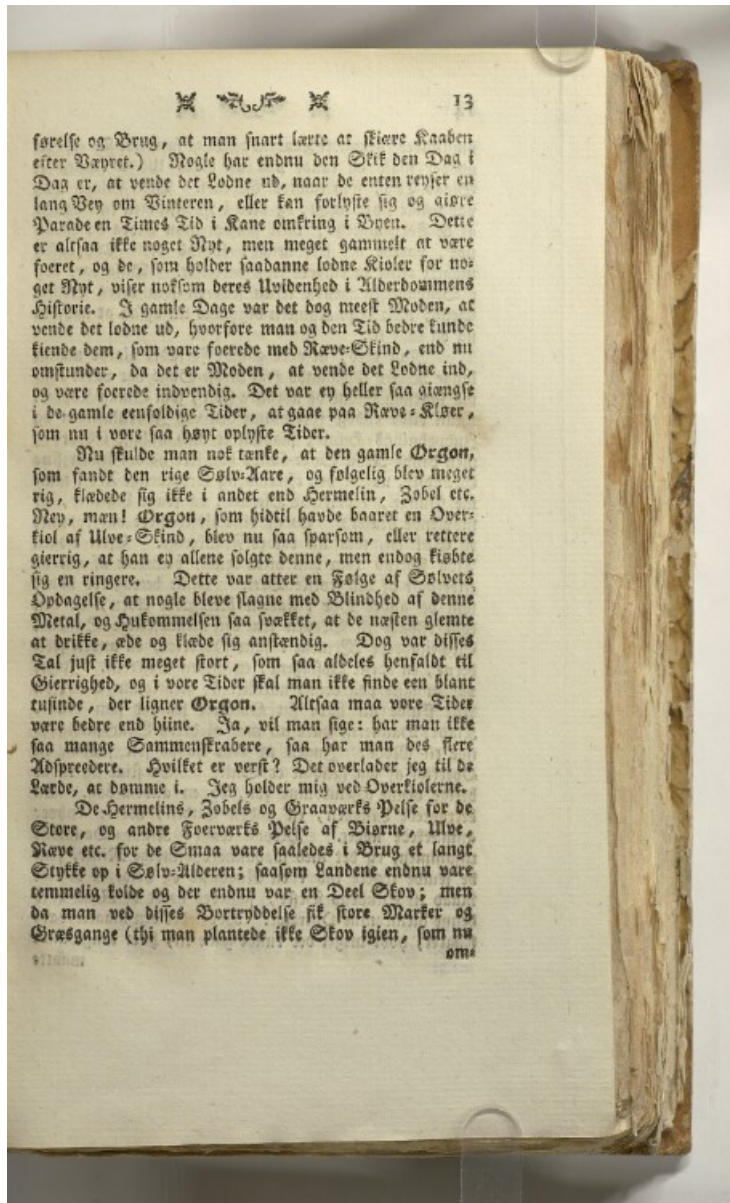 13
førelse og Brug, at man snart lærte at skiære Kaaben
efter Væyret.) Nogle har endnu den Skik den Dag i
Dag er, at vende det Lodne ud, naar de enten reyser en
lang Vey om Vinteren, eller kan forlyste sig og giøre
Parade en Times Tid i Kane omkring i Byen. Dette
er altsaa ikke noget Nyt, men meget gammelt at være
foeret, og de, som holder saadanne lodne Kioler for no-
get Nyt, viser noksom deres Uvidenhed i Alderdommens
Historie. I gamle Dage var det dog meest Moden, at
vende det lodne ud, hvorfore man og den Tid bedre kunde
kiende dem, som vare foerede med Ræve-Skind, end nu
omstunder, da det er Moden, at vende det Lodne ind,
og være foerede indvendig. Det var ey heller saa giængse
i de gamle eenfoldige Tider, at gaae paa Ræve-Kløer,
som nu i vore saa høyt oplyste Tider.
Nu skulde man nok tænke, at den gamle Orgon,
som fandt den rige Sølv-Aare, og følgelig blev meget
rig, klædede sig ikke i andet end Hermelin, Zobel etc.
Ney, mæn! Orgon, som hidtil havde baaret en Over-
kiol af Ulve-Skind, blev nu saa sparsom, eller rettere
gierrig, at han ey allene solgte denne, men endog kiøbte
sig en ringere. Dette var atter en Følge af Sølvets
Opdagelse, at nogle bleve slagne med Blindhed af denne
Metal, og Hukommelsen saa svækket, at de næsten glemte
at drikke, æde og klæde sig anstændig. Dog var disses
Tal just ikke meget stort, som saa aldeles henfaldt til
Gierrighed, og i vore Tider skal man ikke finde een blant
tusinde, der ligner Orgon. Altsaa maa vore Tider
være bedre end hiine. Ja, vil man sige: har man ikke
saa mange Sammenskrabere, saa har man des flere
Adspreedere. Hvilket er verst? Det overlader jeg til de
Lærde, at dømme i. Jeg holder mig ved Overkiolerne.
De Hermelins, Zobels og Graaværks Pelse for de
Store, og andre Foerværks Pelse af Biørne, Ulve,
Ræve etc. for de Smaa vare saaledes i Brug et langt
Stykke op i Sølv-Alderen; saasom Landene endnu vare
temmelig kolde og der endnu var en Deel Skov; men
da man ved disses Bortryddelse fik store Marker og
Græsgange (thi man plantede ikke Skov igien, som nu
om-